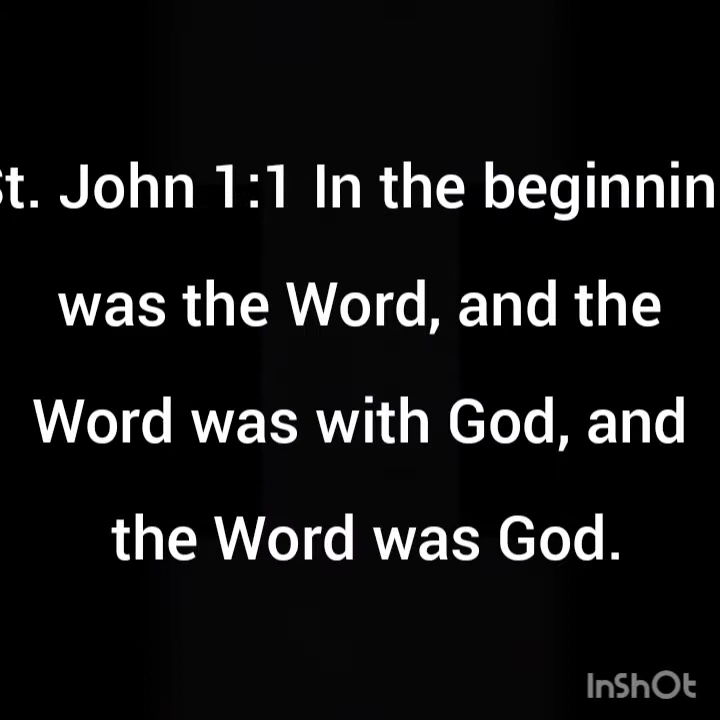 St. John 1:1 In the beginnin
was the Word, and the
Word was with God, and
the Word was God.
InShOt